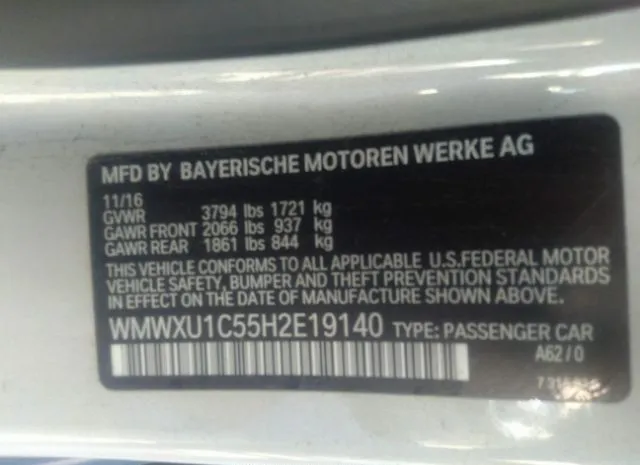 MFD BY BAYERISCHE MOTOREN WERKE AG
11/16
GVWR 3794 lbs 1721 kg
GAWR FRONT 2066 lbs 937 kg
GAWR REAR 1861 lbs 844 kg
THIS VEHICLE CONFORMS TO ALL APPLICABLE U.S.FEDERAL MOTOR
VEHICLE SAFETY, BUMPER AND THEFT PREVENTION STANDARDS
IN EFFECT ON THE DATE OF MANUFACTURE SHOWN ABOVE.
WMWXU1C55H2E19140 TYPE: PASSENGER CAR
A62/0